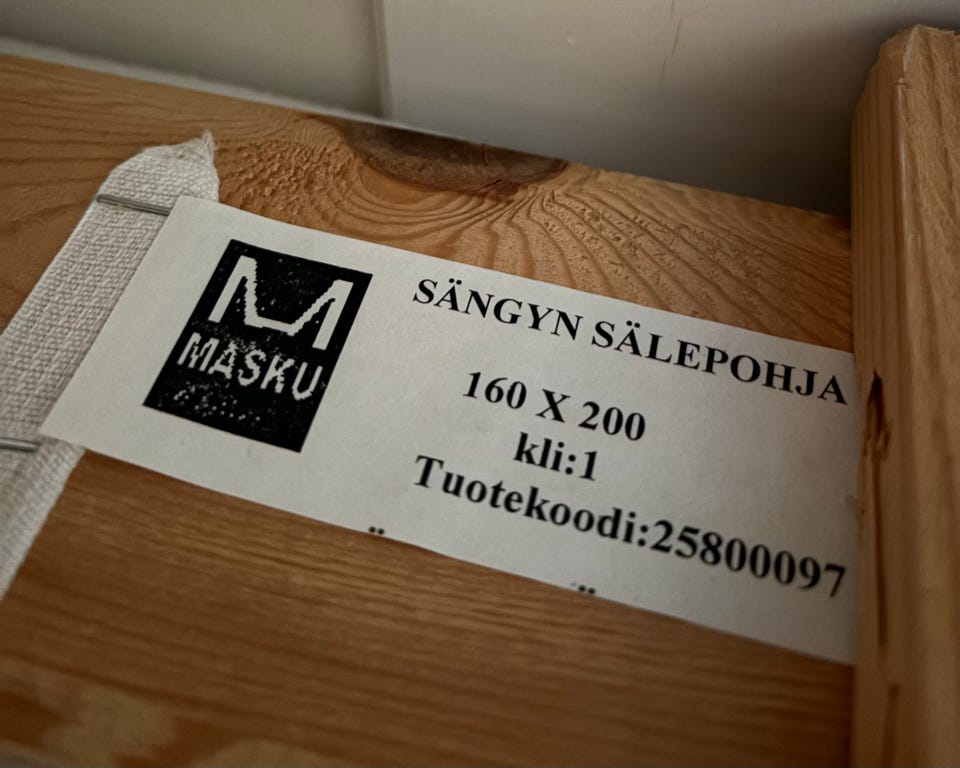 MASKU
SÄNGYN SÄLEPOHJA
160 X 200
kli:1
Tuotekoodi:25800097